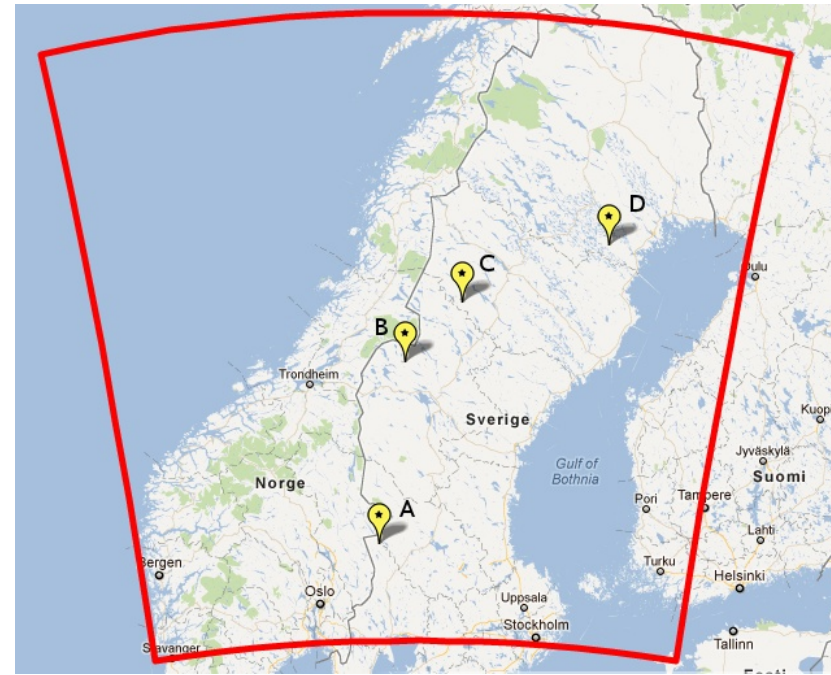 D
Oulu
C
B
Trondheim
Kuop
Sverige
Jyväskylä
Gulf of
Bothnia
Suomi
Norge
Pori
Tampere
A
Lahti
Bergen
Turku
Helsinki
Oslo
Uppsala
Stockholm
Tallinn
Stavanger